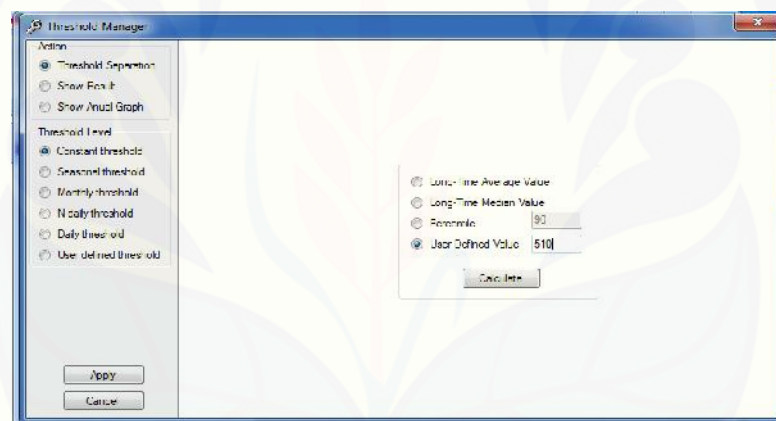 Threshold Manager
Action
Threshold Separation
Show Result
Show Anual Graph
Threshold Level
Constant threshold
Seasonal threshold
Monthly threshold
N daily threshold
Daily threshold
User defined threshold
Apply
Cancel
Long-Time Average Value
Long-Time Median Value
Percentile 90
User Defined Value 510
Calculate